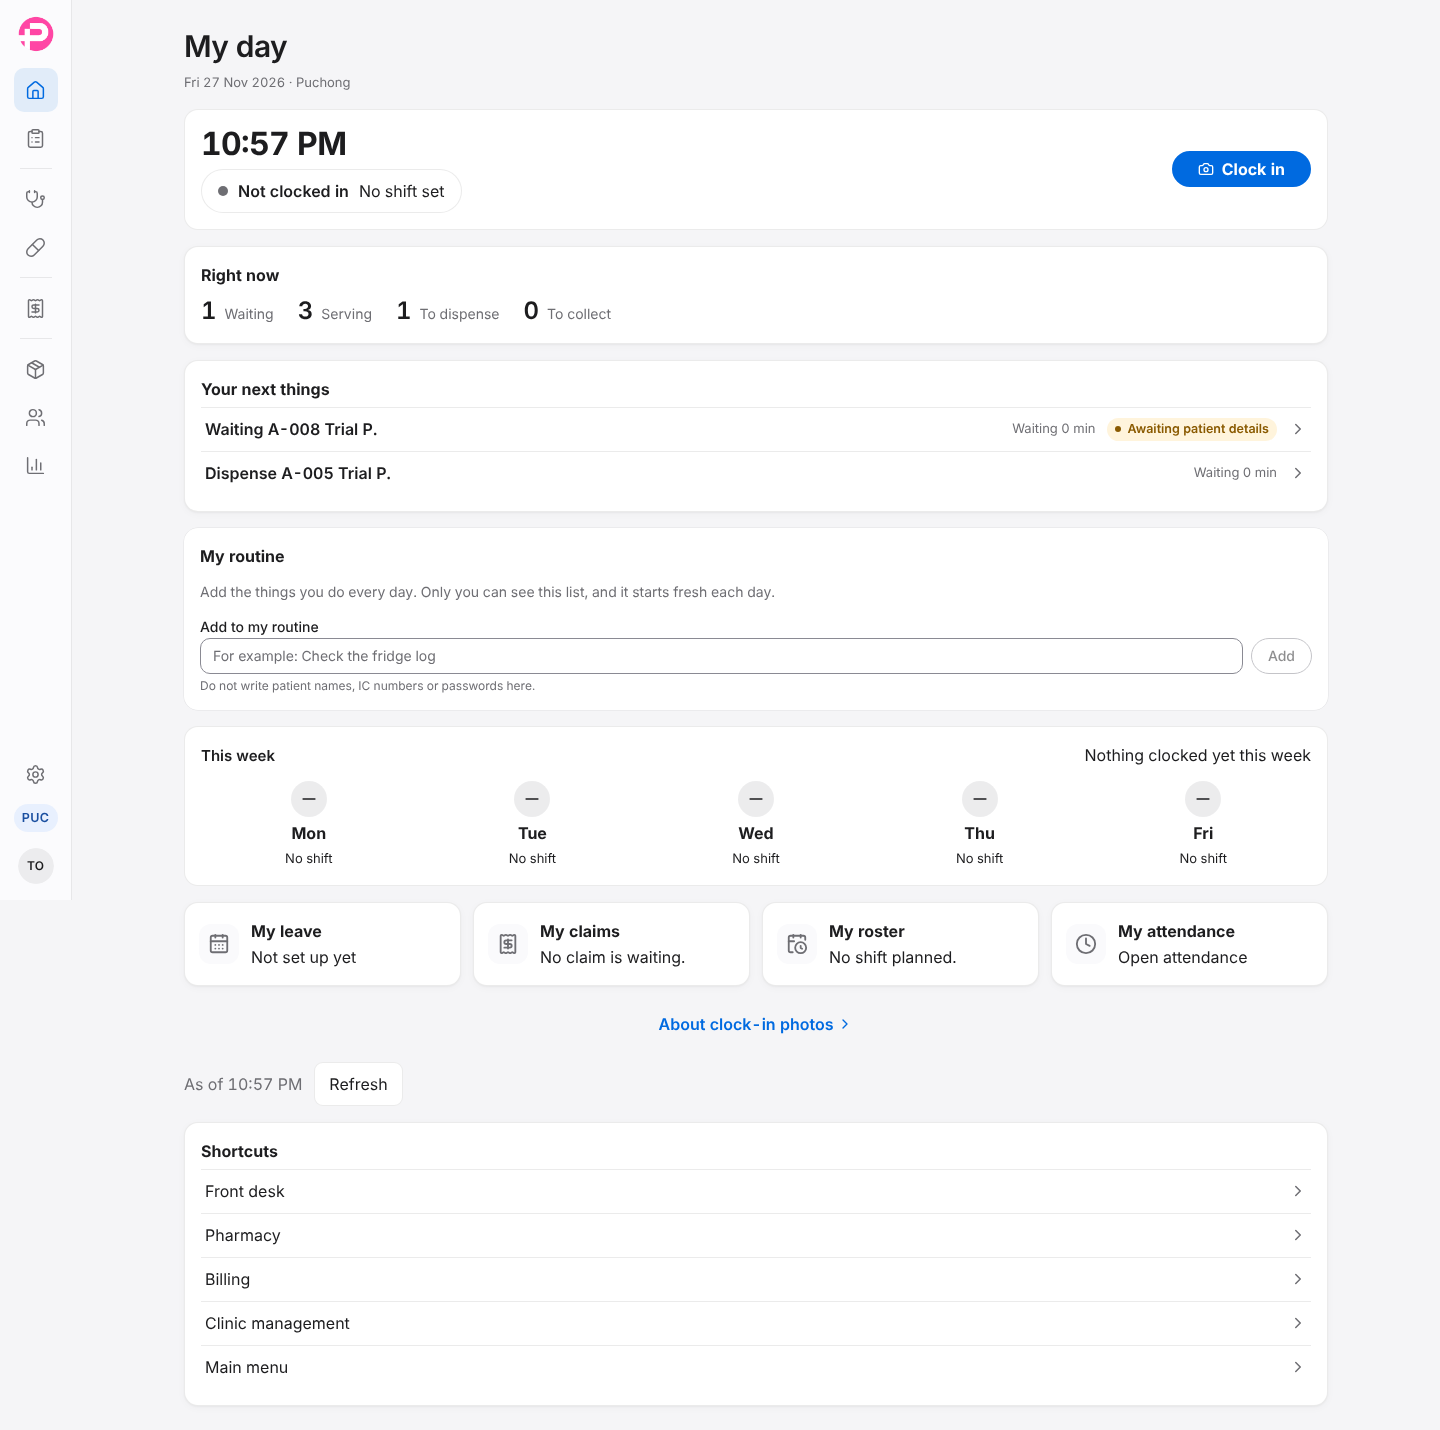 My day
Fri 27 Nov 2026 · Puchong
10:57 PM
Not clocked in No shift set
Clock in
Right now
1 Waiting 3 Serving 1 To dispense 0 To collect
Your next things
Waiting A-008 Trial P.
Waiting 0 min Awaiting patient details
Dispense A-005 Trial P.
Waiting 0 min
My routine
Add the things you do every day. Only you can see this list, and it starts fresh each day.
Add to my routine
For example: Check the fridge log
Add
Do not write patient names, IC numbers or passwords here.
This week
Nothing clocked yet this week
Mon Tue Wed Thu Fri
No shift No shift No shift No shift No shift
PUC
TO
My leave
Not set up yet
My claims
No claim is waiting.
My roster
No shift planned.
My attendance
Open attendance
About clock-in photos
As of 10:57 PM Refresh
Shortcuts
Front desk
Pharmacy
Billing
Clinic management
Main menu